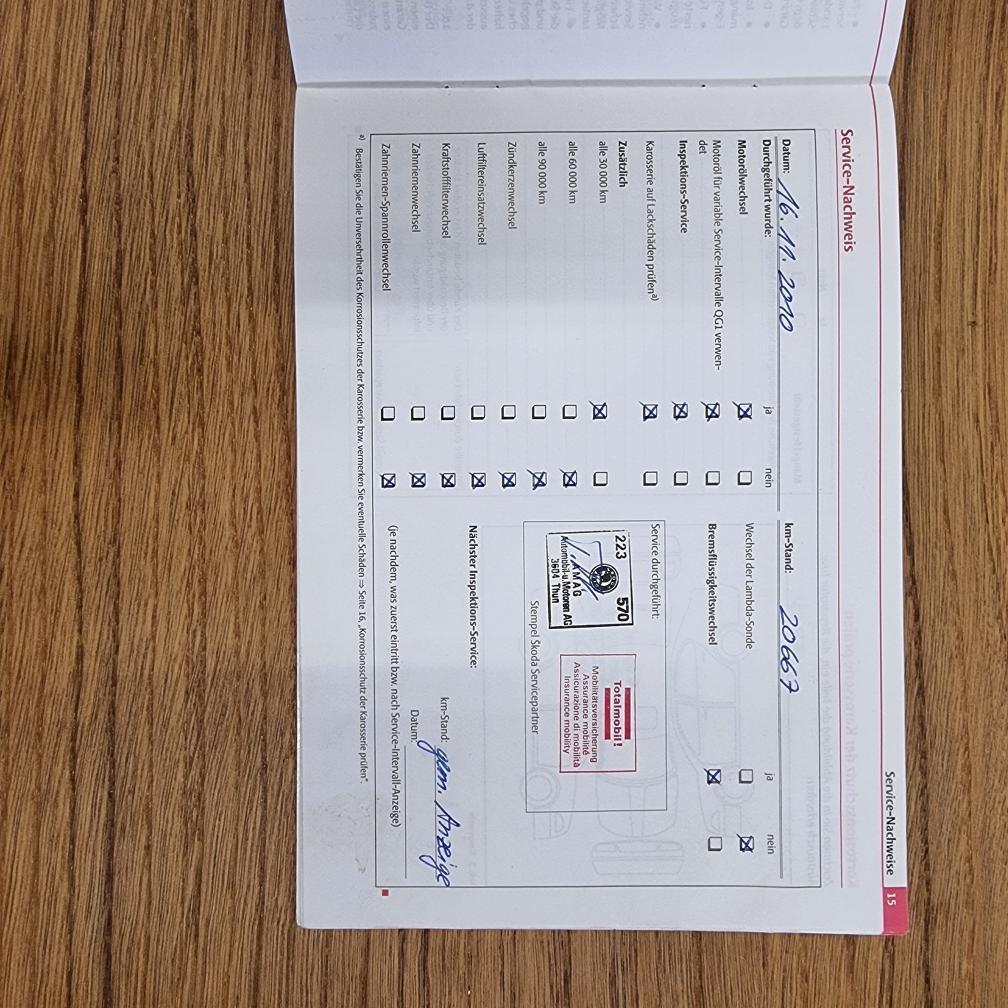 Service-Nachweise 15
Service-Nachweis
Datum: 16.11.2010
km-Stand: 20667
Durchgeführt wurde: ja nein
ja nein
Motorölwechsel ☒ ☐
Motoröl für variable Service-Intervalle QG1 verwen-
det ☒ ☐
Inspektions-Service ☒ ☐
Karosserie auf Lackschäden prüfena) ☒ ☐
Zusätzlich
alle 30 000 km ☒ ☐
alle 60 000 km ☐ ☒
alle 90 000 km ☐ ☒
Zündkerzenwechsel ☐ ☒
Luftfiltereinsatzwechsel ☐ ☒
Kraftstofffilterwechsel ☐ ☒
Zahnriemenwechsel ☐ ☒
Zahnriemen-Spannrollenwechsel ☐ ☒
Wechsel der Lambda-Sonde ☐ ☒
Bremsflüssigkeitswechsel ☒ ☐
Service durchgeführt:
223 570
AMAG
Automobil-u.Motoren AG
3604 Thun
Totalmobil!
Mobilitätsversicherung
Assurance mobilité
Assicurazione di mobilità
Insurance mobility
Stempel Škoda Servicepartner
Nächster Inspektions-Service:
km-Stand: gem. Anzeige
Datum:
(je nachdem, was zuerst eintritt bzw. nach Service-Intervall-Anzeige)
a) Bestätigen Sie die Unversehrtheit des Korrosionsschutzes der Karosserie bzw. vermerken Sie eventuelle Schäden ⇒ Seite 16, „Korrosionsschutz der Karosserie prüfen“.